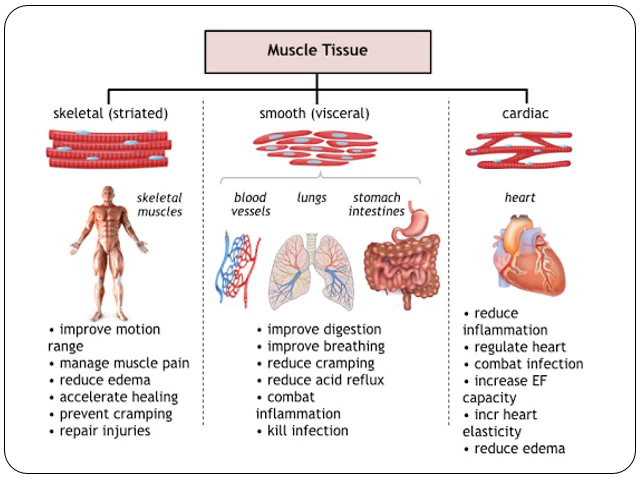 Muscle Tissue
skeletal (striated)
skeletal
muscles
• improve motion
range
• manage muscle pain
• reduce edema
• accelerate healing
• prevent cramping
• repair injuries
smooth (visceral)
blood
vessels
lungs
stomach
intestines
• improve digestion
• improve breathing
• reduce cramping
• reduce acid reflux
• combat
inflammation
• kill infection
cardiac
heart
• reduce
inflammation
• regulate heart
• combat infection
• increase EF
capacity
• incr heart
elasticity
• reduce edema